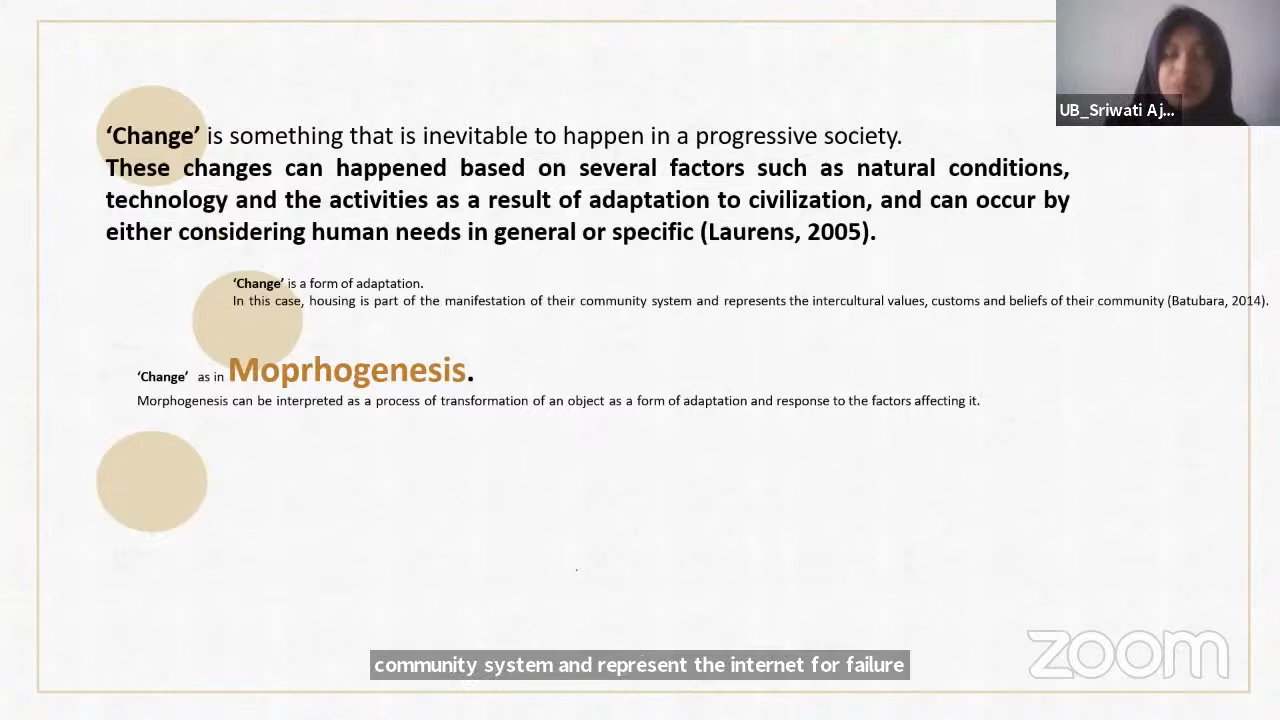 UB_Sriwati Aj...
‘Change’ is something that is inevitable to happen in a progressive society.
These changes can happened based on several factors such as natural conditions,
technology and the activities as a result of adaptation to civilization, and can occur by
either considering human needs in general or specific (Laurens, 2005).
‘Change’ is a form of adaptation.
In this case, housing is part of the manifestation of their community system and represents the intercultural values, customs and beliefs of their community (Batubara, 2014).
‘Change’ as in Moprhogenesis.
Morphogenesis can be interpreted as a process of transformation of an object as a form of adaptation and response to the factors affecting it.
community system and represent the internet for failure
zoom